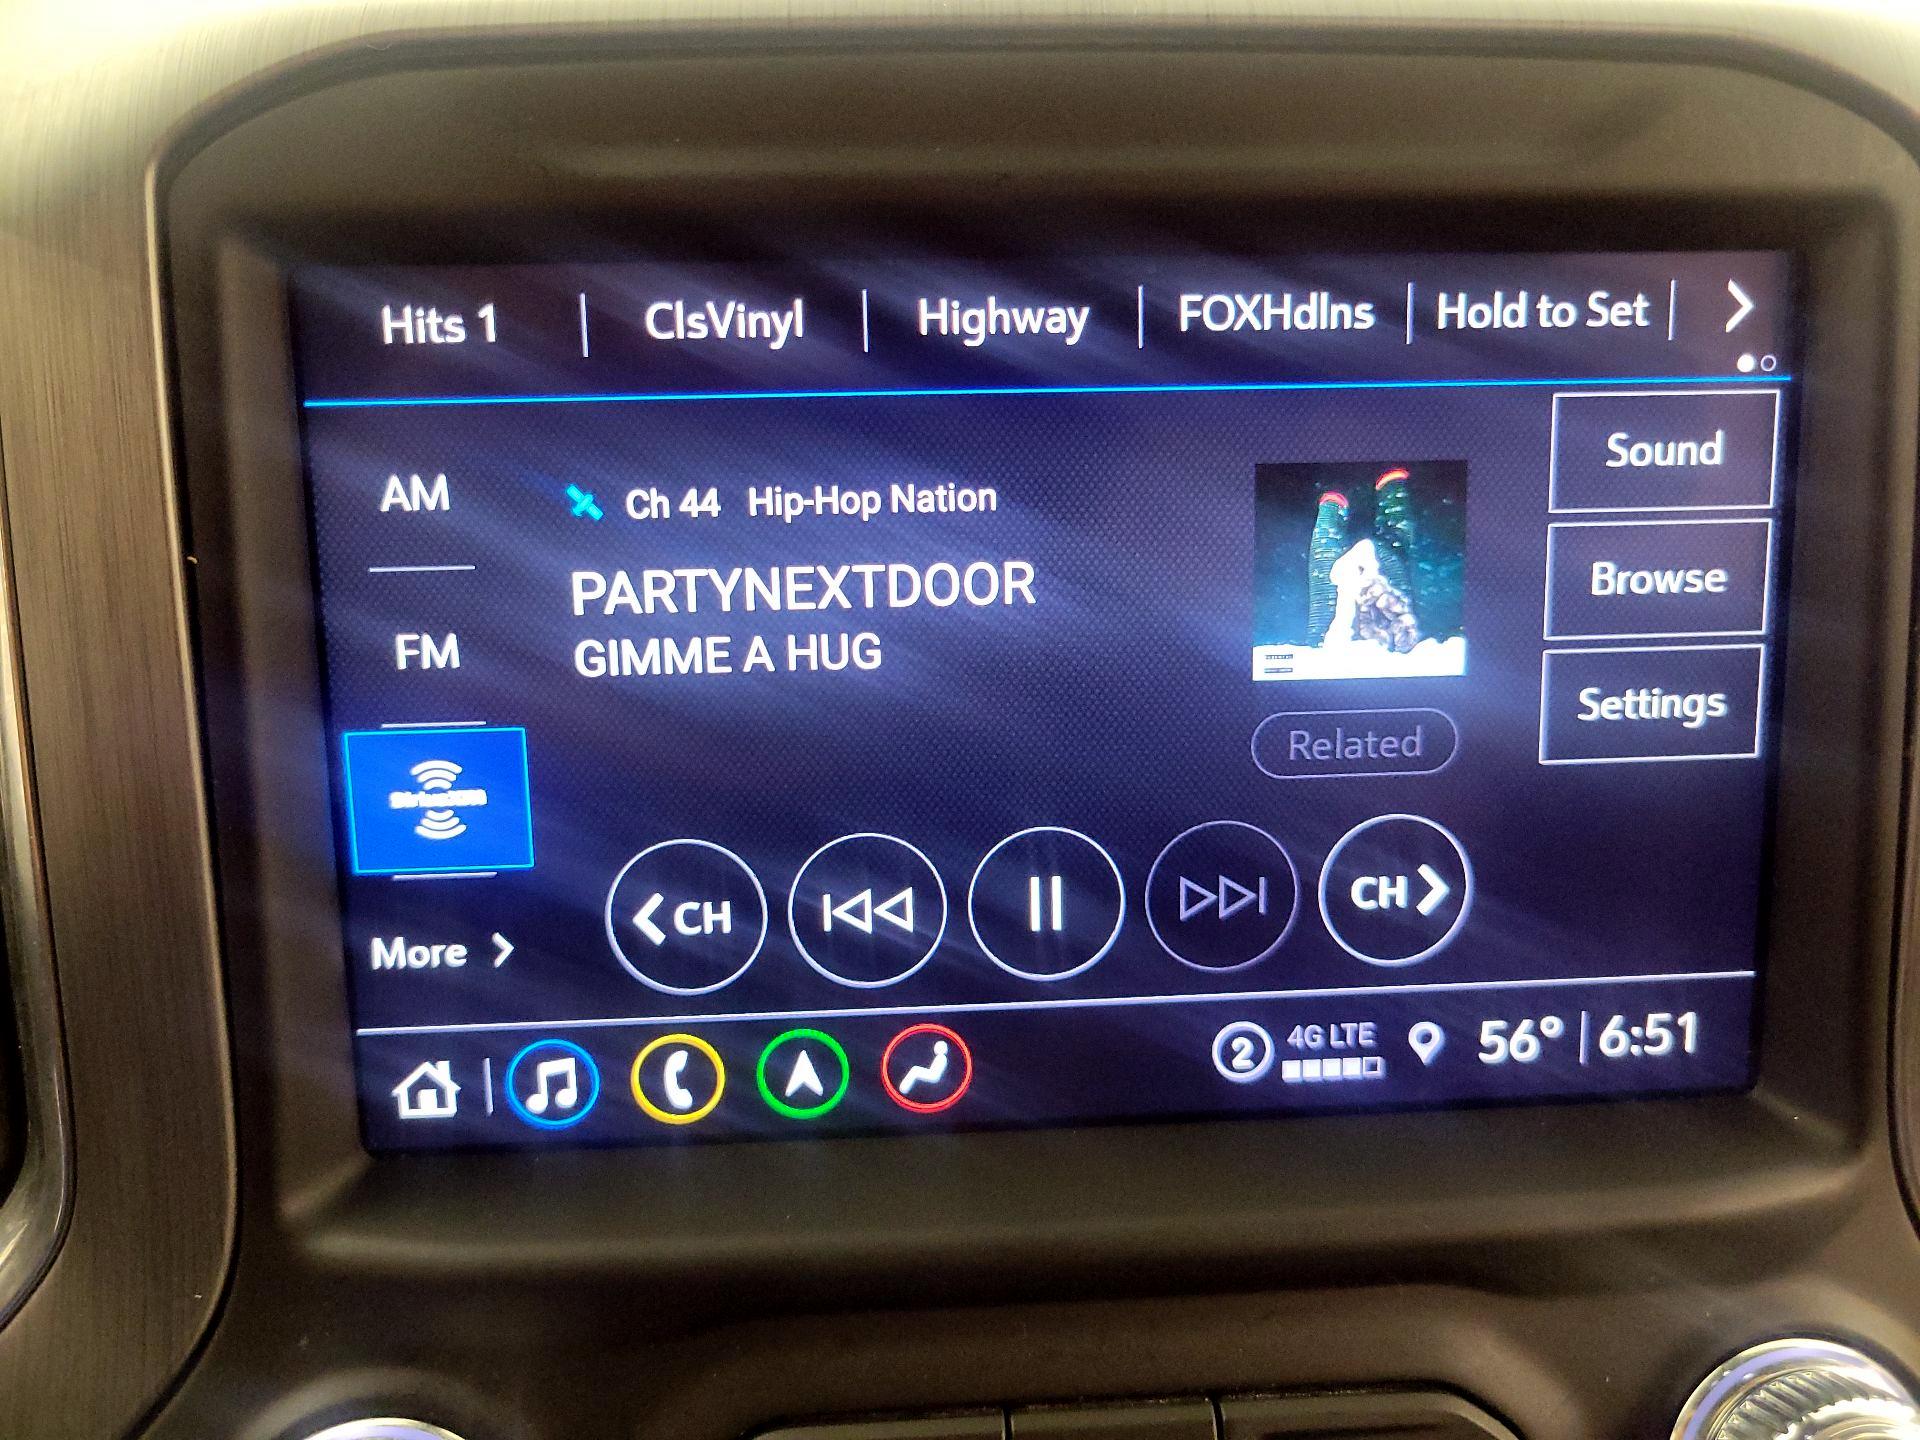 Hits 1
ClsVinyl
Highway
FOXHdlns
Hold to Set
AM
FM
SiriusXM
More
Ch 44 Hip-Hop Nation
PARTYNEXTDOOR
GIMME A HUG
Related
Sound
Browse
Settings
CH
CH
2
4G LTE
56° 6:51